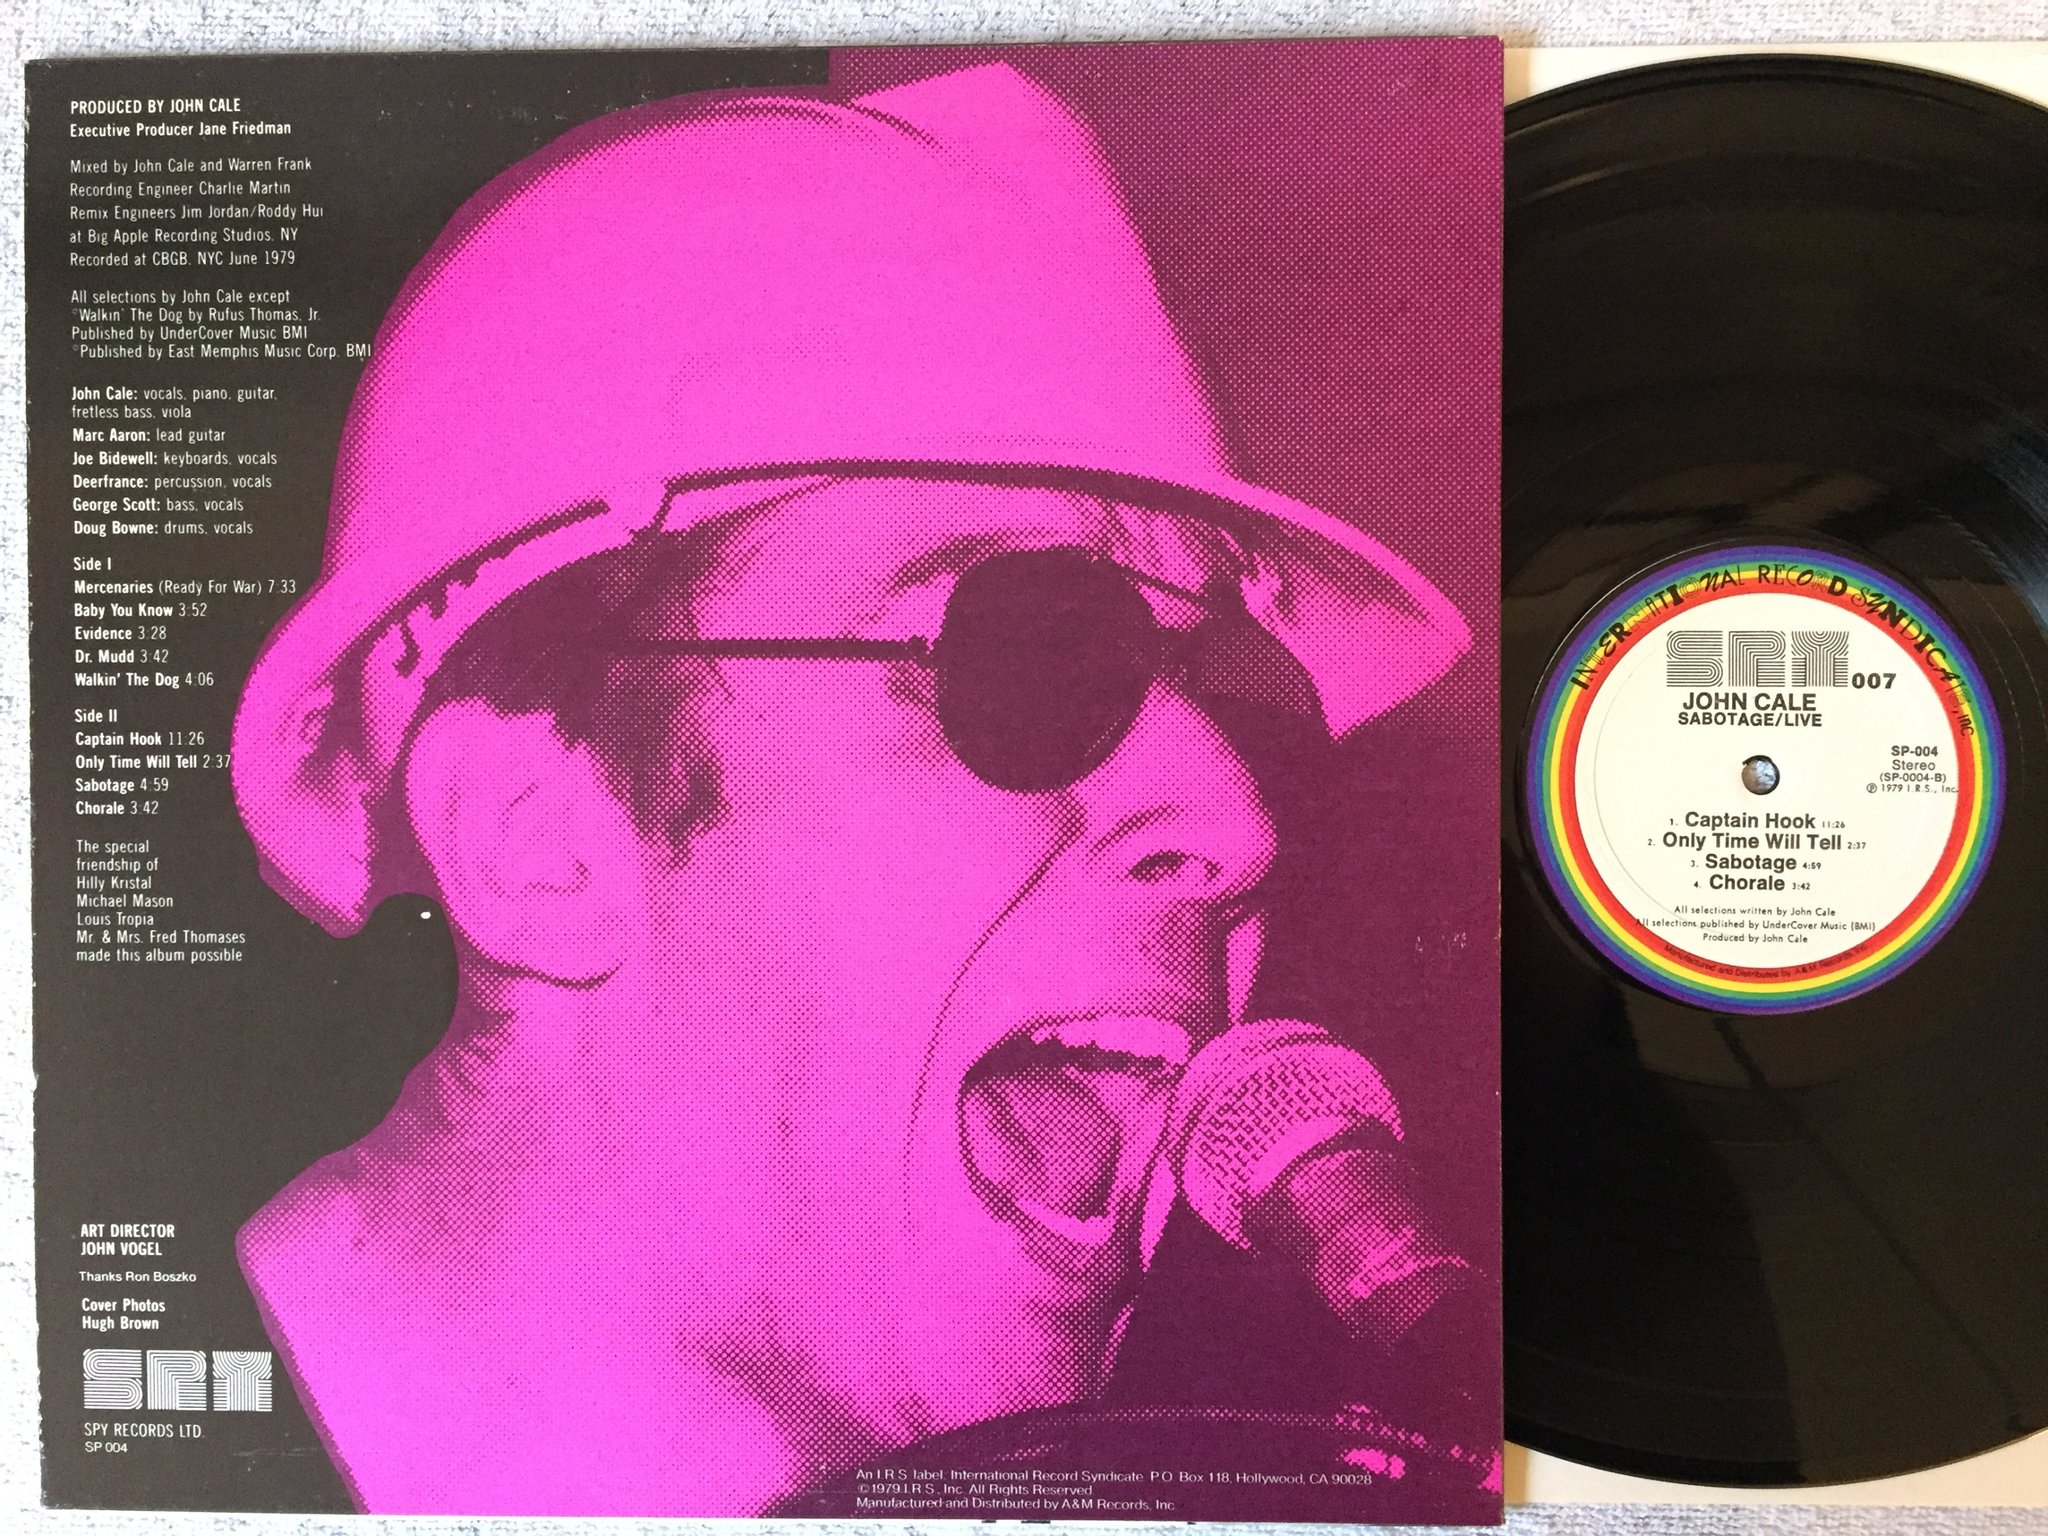 PRODUCED BY JOHN CALE
Executive Producer Jane Friedman
Mixed by John Cale and Warren Frank
Recording Engineer Charlie Martin
Remix Engineers Jim Jordan/Roddy Hui
at Big Apple Recording Studios, NY
Recorded at CBGB, NYC June 1979
All selections by John Cale except
*Walkin' The Dog by Rufus Thomas, Jr.
Published by UnderCover Music BMI
*Published by East Memphis Music Corp. BMI
John Cale: vocals, piano, guitar,
fretless bass, viola
Marc Aaron: lead guitar
Joe Bidewell: keyboards, vocals
Deerfrance: percussion, vocals
George Scott: bass, vocals
Doug Bowne: drums, vocals
Side I
Mercenaries (Ready For War) 7:33
Baby You Know 3:52
Evidence 3:28
Dr. Mudd 3:42
Walkin' The Dog 4:06
Side II
Captain Hook 11:26
Only Time Will Tell 2:37
Sabotage 4:59
Chorale 3:42
The special
friendship of
Hilly Kristal
Michael Mason
Louis Tropia
Mr. & Mrs. Fred Thomases
made this album possible
ART DIRECTOR
JOHN VOGEL
Thanks Ron Boszko
Cover Photos
Hugh Brown
SPY
SPY RECORDS LTD.
SP 004
An I.R.S. label. International Record Syndicate P.O. Box 118, Hollywood, CA 90028
©1979 I.R.S., Inc. All Rights Reserved
Manufactured and Distributed by A&M Records, Inc
INTERNATIONAL RECORD SYNDICATE, INC
SPY 007
JOHN CALE
SABOTAGE/LIVE
SP-004
Stereo
(SP-0004-B)
℗ 1979 I.R.S., Inc.
1. Captain Hook 11:26
2. Only Time Will Tell 2:37
3. Sabotage 4:59
4. Chorale 3:42
All selections written by John Cale
All selections published by UnderCover Music (BMI)
Produced by John Cale
Manufactured and Distributed by A&M Records, Inc.